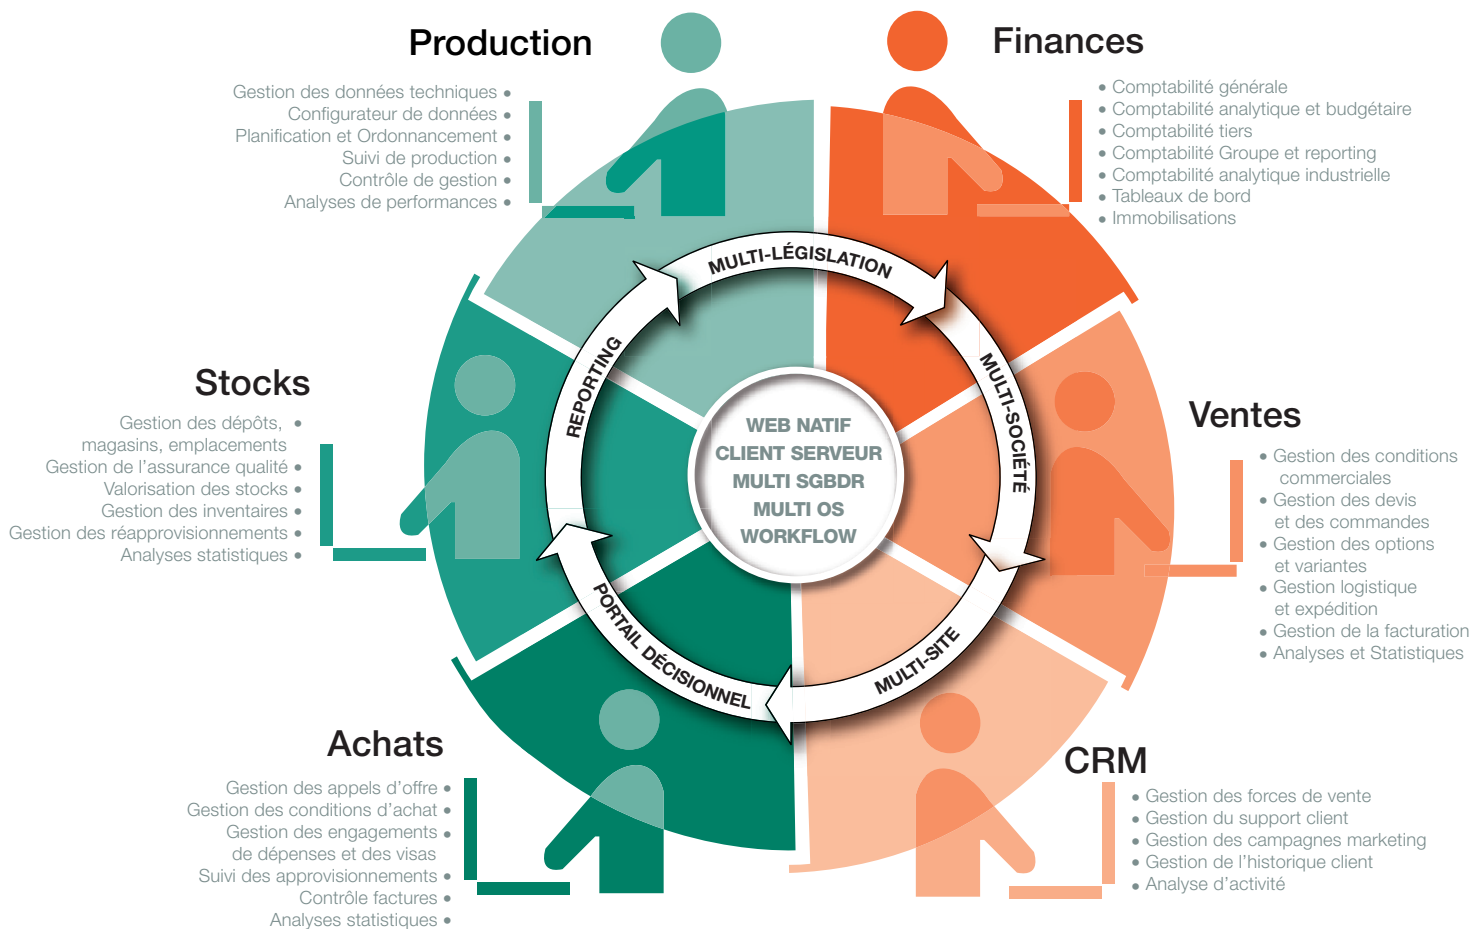 Production
Gestion des données techniques •
Configurateur de données •
Planification et Ordonnancement •
Suivi de production •
Contrôle de gestion •
Analyses de performances •
Finances
• Comptabilité générale
• Comptabilité analytique et budgétaire
• Comptabilité tiers
• Comptabilité Groupe et reporting
• Comptabilité analytique industrielle
• Tableaux de bord
• Immobilisations
MULTI-LÉGISLATION
MULTI-SOCIÉTÉ
MULTI-SITE
PORTAIL DÉCISIONNEL
REPORTING
WEB NATIF
CLIENT SERVEUR
MULTI SGBDR
MULTI OS
WORKFLOW
Stocks
Gestion des dépôts, •
magasins, emplacements
Gestion de l’assurance qualité •
Valorisation des stocks •
Gestion des inventaires •
Gestion des réapprovisionnements •
Analyses statistiques •
Ventes
• Gestion des conditions
commerciales
• Gestion des devis
et des commandes
• Gestion des options
et variantes
• Gestion logistique
et expédition
• Gestion de la facturation
• Analyses et Statistiques
Achats
Gestion des appels d’offre •
Gestion des conditions d’achat •
Gestion des engagements •
de dépenses et des visas
Suivi des approvisionnements •
Contrôle factures •
Analyses statistiques •
CRM
• Gestion des forces de vente
• Gestion du support client
• Gestion des campagnes marketing
• Gestion de l’historique client
• Analyse d’activité